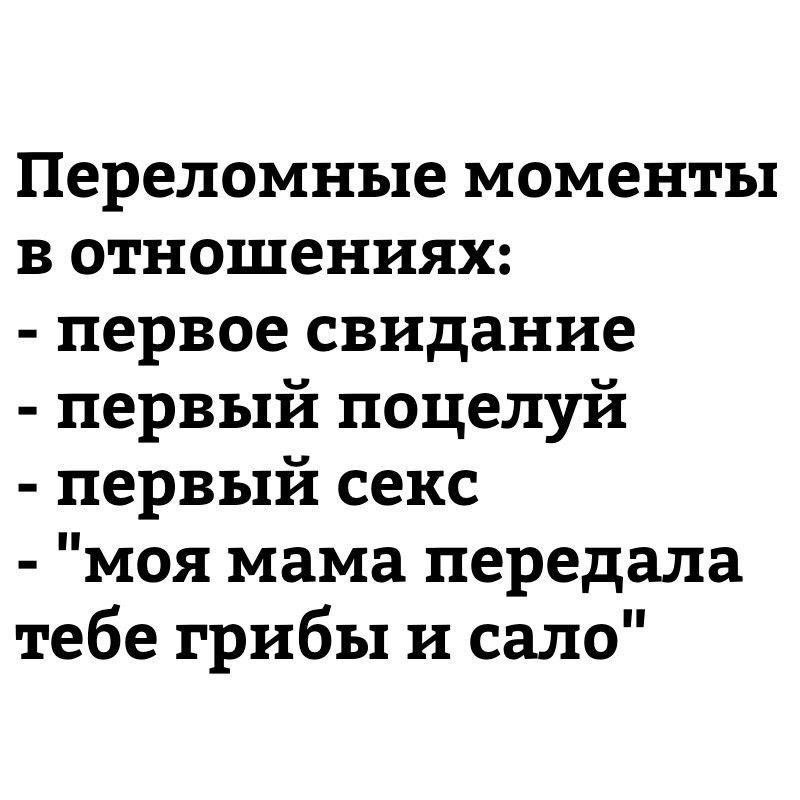 Переломные моменты
в отношениях:
- первое свидание
- первый поцелуй
- первый секс
- "моя мама передала
тебе грибы и сало"